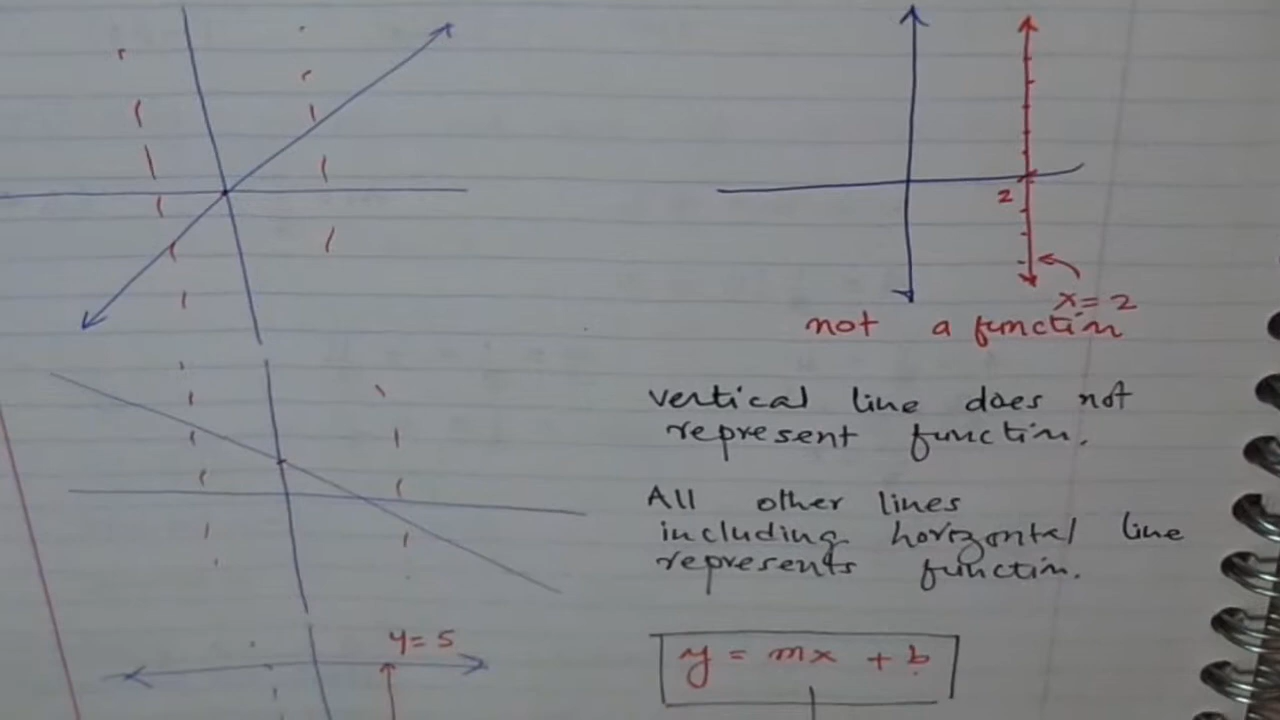 2
x = 2
not a function
vertical line does not
represent function.
All other lines
including horizontal line
represents function.
y = 5
y = mx + b